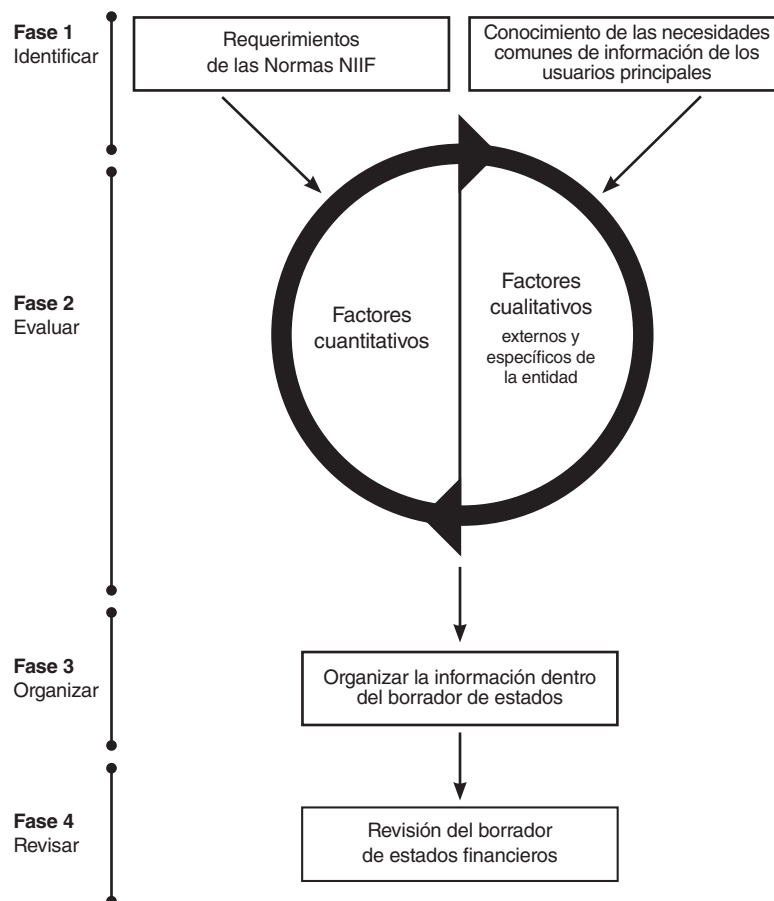 Fase 1
Identificar
Requerimientos
de las Normas NIIF
Conocimiento de las necesidades
comunes de información de los
usuarios principales
Fase 2
Evaluar
Factores
cuantitativos
Factores
cualitativos
externos y
específicos de
la entidad
Fase 3
Organizar
Organizar la información dentro
del borrador de estados
Fase 4
Revisar
Revisión del borrador
de estados financieros